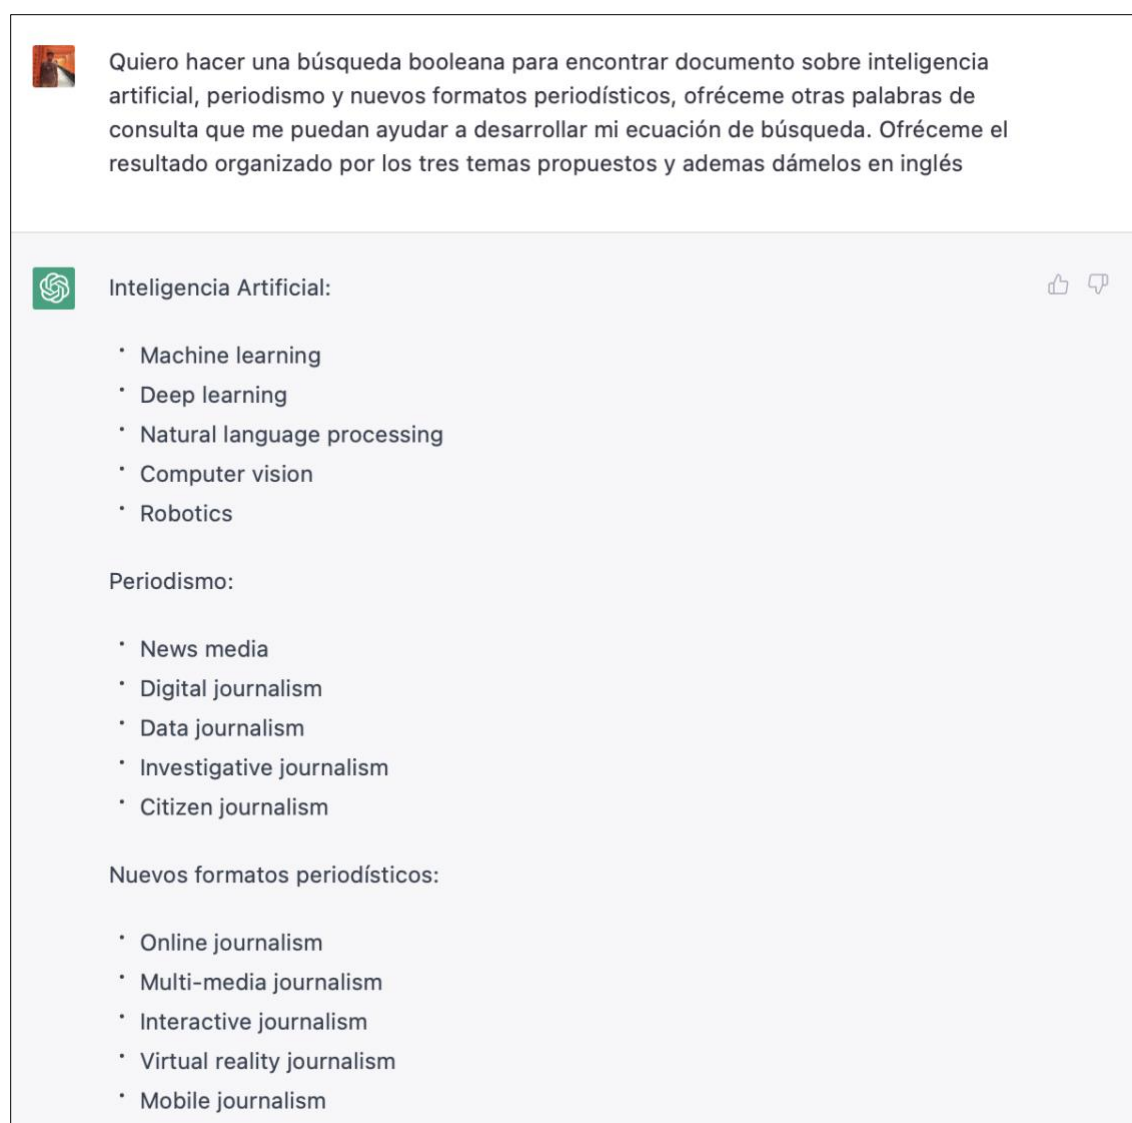 Quiero hacer una búsqueda booleana para encontrar documento sobre inteligencia
artificial, periodismo y nuevos formatos periodísticos, ofréceme otras palabras de
consulta que me puedan ayudar a desarrollar mi ecuación de búsqueda. Ofréceme el
resultado organizado por los tres temas propuestos y ademas dámelos en inglés
Inteligencia Artificial:
• Machine learning
• Deep learning
• Natural language processing
• Computer vision
• Robotics
Periodismo:
• News media
• Digital journalism
• Data journalism
• Investigative journalism
• Citizen journalism
Nuevos formatos periodísticos:
• Online journalism
• Multi-media journalism
• Interactive journalism
• Virtual reality journalism
• Mobile journalism